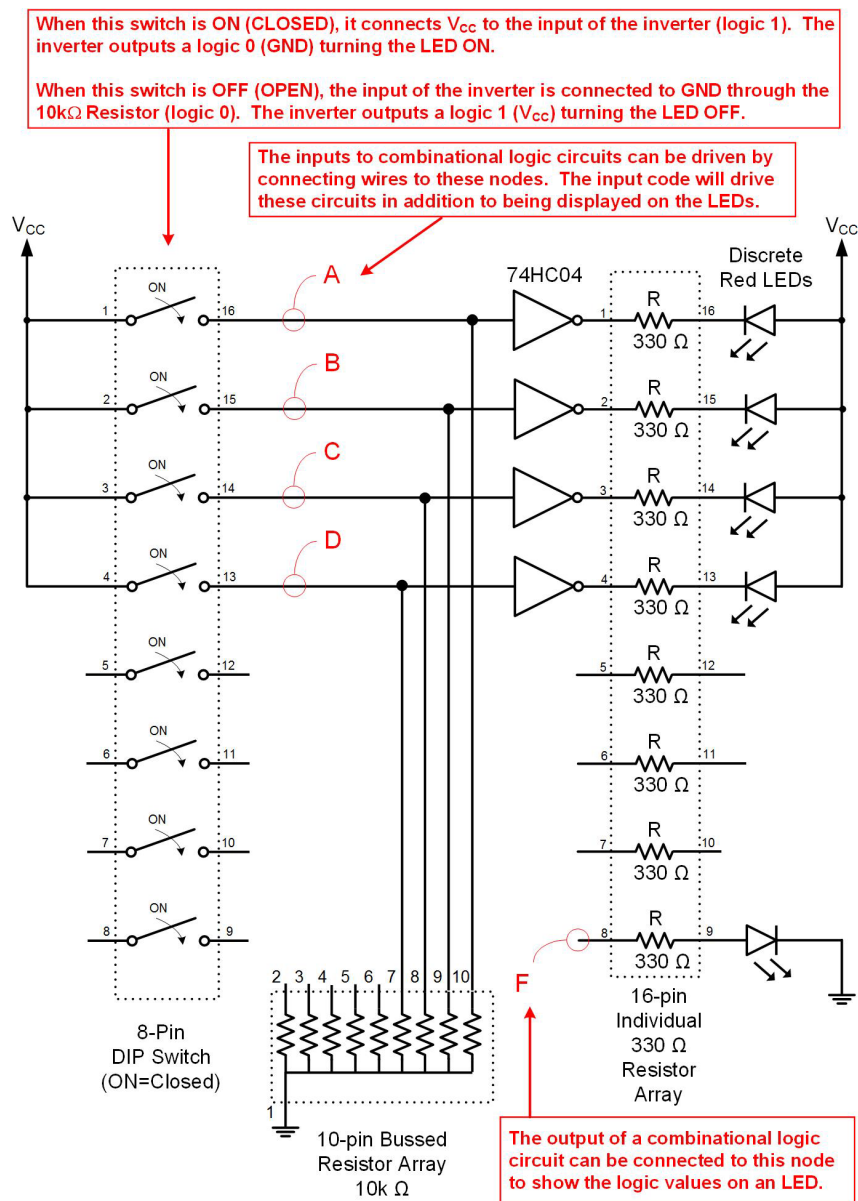 When this switch is ON (CLOSED), it connects VCC to the input of the inverter (logic 1). The
inverter outputs a logic 0 (GND) turning the LED ON.
When this switch is OFF (OPEN), the input of the inverter is connected to GND through the
10kΩ Resistor (logic 0). The inverter outputs a logic 1 (VCC) turning the LED OFF.
The inputs to combinational logic circuits can be driven by
connecting wires to these nodes. The input code will drive
these circuits in addition to being displayed on the LEDs.
VCC
VCC
Discrete
Red LEDs
74HC04
ON
1 16
A
1 R 16
330 Ω
ON
2 15
B
2 R 15
330 Ω
ON
3 14
C
3 R 14
330 Ω
ON
4 13
D
4 R 13
330 Ω
ON
5 12
5 R 12
330 Ω
ON
6 11
6 R 11
330 Ω
ON
7 10
7 R 10
330 Ω
ON
8 9
8 R 9
330 Ω
F
2 3 4 5 6 7 8 9 10
1
8-Pin
DIP Switch
(ON=Closed)
10-pin Bussed
Resistor Array
10k Ω
16-pin
Individual
330 Ω
Resistor
Array
The output of a combinational logic
circuit can be connected to this node
to show the logic values on an LED.